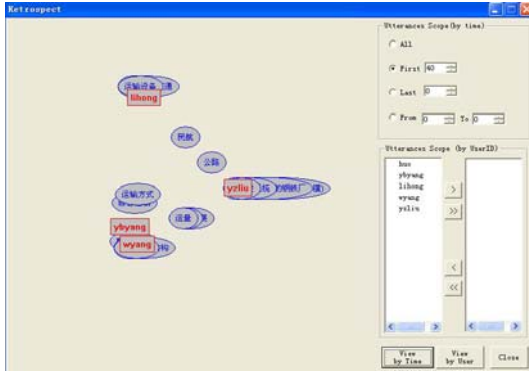 Retrospect
Utterances Scope(by time)
All
First 40
Last 0
From 0 To 0
运输设备
lihong
民航
公路
运输方式
yzliu
运量
ybyang
wyang
Utterances Scope (by UserID)
huo
ybyang
lihong
wyang
yzliu
>
>>
<
<<
View by Time
View by User
Close